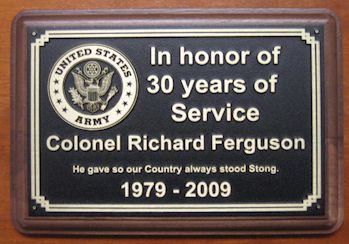 UNITED STATES
ARMY
In honor of
30 years of
Service
Colonel Richard Ferguson
He gave so our Country always stood Stong.
1979 - 2009